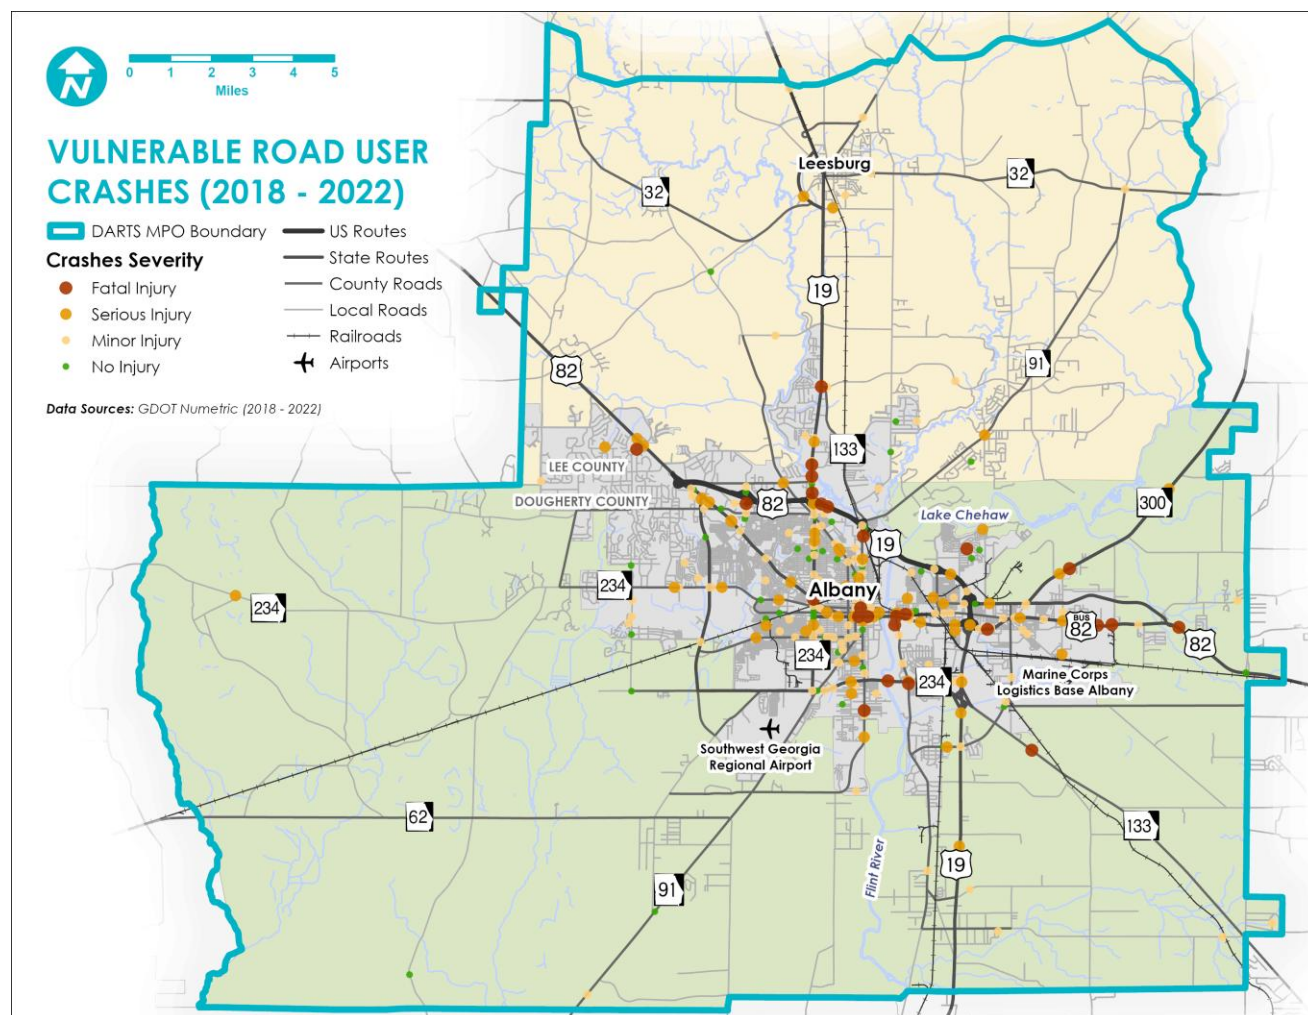 N
0 1 2 3 4 5
Miles
VULNERABLE ROAD USER
CRASHES (2018 - 2022)
DARTS MPO Boundary
Crashes Severity
Fatal Injury
Serious Injury
Minor Injury
No Injury
US Routes
State Routes
County Roads
Local Roads
Railroads
Airports
Data Sources: GDOT Numetric (2018 - 2022)
Leesburg
32
32
19
82
91
133
LEE COUNTY
DOUGHERTY COUNTY
82
300
Lake Chehaw
19
234
234
Albany
BUS
82
82
234
234
Marine Corps
Logistics Base Albany
Southwest Georgia
Regional Airport
62
133
Flint River
19
91